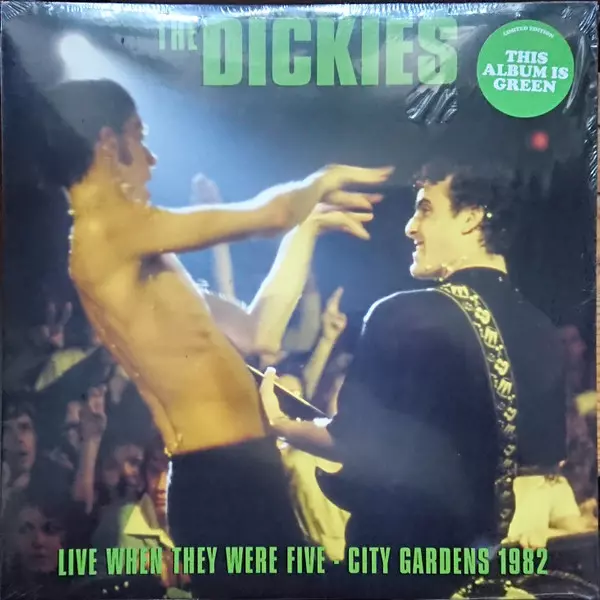 THE
DICKIES
LIMITED EDITION
THIS
ALBUM IS
GREEN
LIVE WHEN THEY WERE FIVE - CITY GARDENS 1982